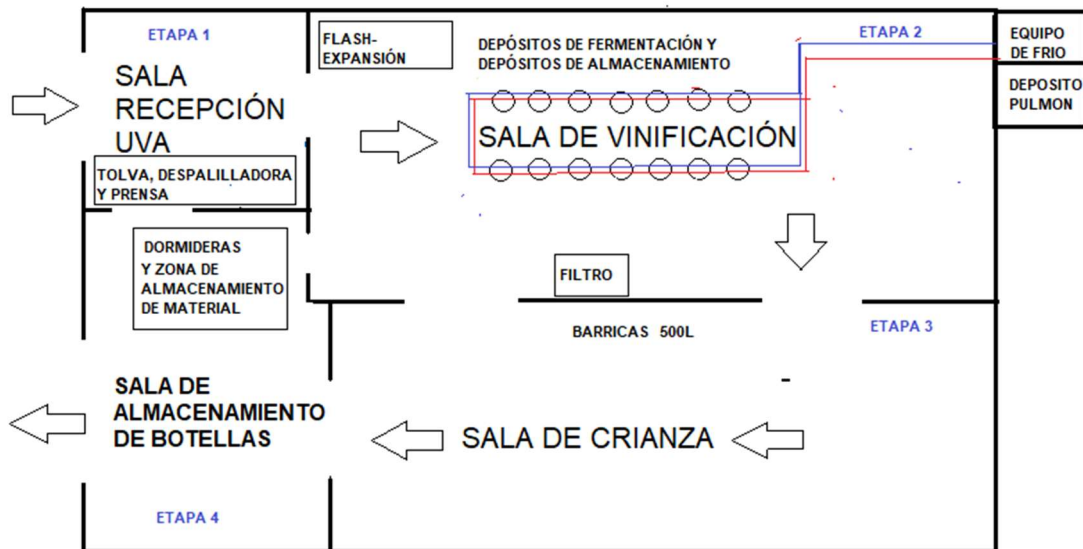 ETAPA 1
SALA
RECEPCIÓN
UVA
TOLVA, DESPALILLADORA
Y PRENSA
FLASH-
EXPANSIÓN
DEPÓSITOS DE FERMENTACIÓN Y
DEPÓSITOS DE ALMACENAMIENTO
ETAPA 2
EQUIPO
DE FRIO
DEPOSITO
PULMON
SALA DE VINIFICACIÓN
DORMIDERAS
Y ZONA DE
ALMACENAMIENTO
DE MATERIAL
FILTRO
BARRICAS 500L
ETAPA 3
SALA DE CRIANZA
SALA DE
ALMACENAMIENTO
DE BOTELLAS
ETAPA 4